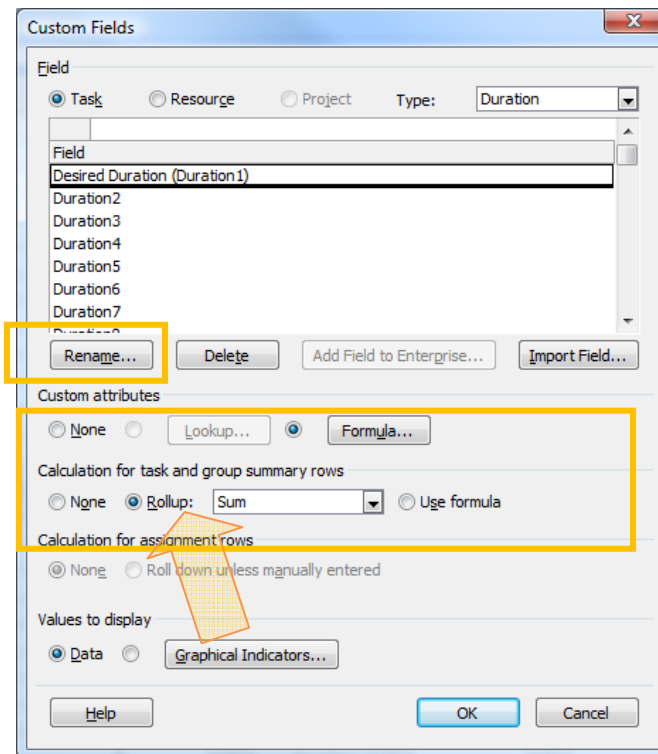 Custom Fields
Field
Task Resource Project Type: Duration
Field
Desired Duration (Duration1)
Duration2
Duration3
Duration4
Duration5
Duration6
Duration7
Rename... Delete Add Field to Enterprise... Import Field...
Custom attributes
None Lookup... Formula...
Calculation for task and group summary rows
None Rollup: Sum Use formula
Calculation for assignment rows
None Roll down unless manually entered
Values to display
Data Graphical Indicators...
Help OK Cancel